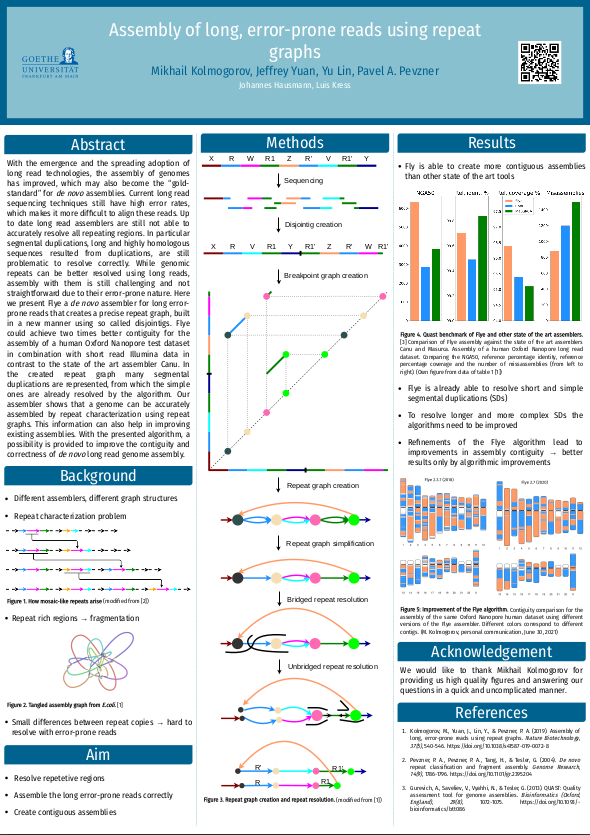 Assembly of long, error-prone reads using repeat
graphs
Mikhail Kolmogorov, Jeffrey Yuan, Yu Lin, Pavel A. Pevzner
Johannes Hausmann, Luis Kress
GOETHE
UNIVERSITÄT
FRANKFURT AM MAIN
Abstract
With the emergence and the spreading adoption of
long read technologies, the assembly of genomes
has improved, which may also become the "gold-
standard" for de novo assemblies. Current long read
sequencing techniques still have high error rates,
which makes it more difficult to align these reads. Up
to date long read assemblers are still not able to
accurately resolve all repeating regions. In particular
segmental duplications, long and highly homologous
sequences resulted from duplications, are still
problematic to resolve correctly. While genomic
repeats can be better resolved using long reads,
assembly with them is still challenging and not
straightforward due to their error-prone nature. Here
we present Flye a de novo assembler for long error-
prone reads that creates a precise repeat graph, built
in a new manner using so called disjointigs. Flye
could achieve two times better contiguity for the
assembly of a human Oxford Nanopore test dataset
in combination with short read Illumina data in
contrast to the state of the art assembler Canu. In
the created repeat graph many segmental
duplications are represented, from which the simple
ones are already resolved by the algorithm. Our
assembler shows that a genome can be accurately
assembled by repeat characterization using repeat
graphs. This information can also help in improving
existing assemblies. With the presented algorithm, a
possibility is provided to improve the contiguity and
correctness of de novo long read genome assembly.
Background
• Different assemblers, different graph structures
• Repeat characterization problem
Figure 1. How mosaic-like repeats arise (modified from [2])
• Repeat rich regions → fragmentation
Figure 2. Tangled assembly graph from E.coli. [1]
• Small differences between repeat copies → hard to
resolve with error-prone reads
Aim
• Resolve repetetive regions
• Assemble the long error-prone reads correctly
• Create contiguous assemblies
Methods
X R W R1 Z R' V R1' Y
Sequencing
Disjointig creation
X R V R1' Y R1 Z R' W R1
Breakpoint graph creation
Repeat graph creation
Repeat graph simplification
Bridged repeat resolution
Unbridged repeat resolution
R' R1'
R R1
Figure 3. Repeat graph creation and repeat resolution. (modified from [1])
Results
• Fly is able to create more contiguous assemblies
than other state of the art tools
NGA50 Ref. ident. % Ref. coverage % Misassemblies
Figure 4. Quast benchmark of Flye and other state of the art assemblers.
[3] Comparison of Flye assembly against the state of the art assemblers
Canu and Masurca. Assembly of a human Oxford Nanopore long read
dataset. Comparing the NGA50, reference percentage identity, reference
percentage coverage and the number of missassemblies (from left to
right) (Own figure from data of table 1 [1])
• Flye is already able to resolve short and simple
segmental duplications (SDs)
• To resolve longer and more complex SDs the
algorithms need to be improved
• Refinements of the Flye algorithm lead to
improvements in assembly contiguity → better
results only by algorithmic improvements
Flye 2.3.7 (2018) Flye 2.7 (2020)
Figure 5: Improvement of the Flye algorithm. Contiguity comparison for the
assembly of the same Oxford Nanopore human dataset using different
versions of the Flye assembler. Different colors correspond to different
contigs. (M. Kolmogorov, personal communication, June 30, 2021)
Acknowledgement
We would like to thank Mikhail Kolmogorov for
providing us high quality figures and answering our
questions in a quick and uncomplicated manner.
References
1. Kolmogorov, M., Yuan, J., Lin, Y., & Pevzner, P. A. (2019). Assembly of
long, error-prone reads using repeat graphs. Nature Biotechnology,
37(5), 540-546. https://doi.org/10.1038/s41587-019-0072-8
2. Pevzner, P. A., Pevzner, P. A., Tang, H., & Tesler, G. (2004). De novo
repeat classification and fragment assembly. Genome Research,
14(9), 1786-1796. https://doi.org/10.1101/gr.2395204
3. Gurevich, A., Saveliev, V., Vyahhi, N., & Tesler, G. (2013). QUAST: Quality
assessment tool for genome assemblies. Bioinformatics (Oxford,
England), 29(8), 1072-1075. https://doi.org/10.1093/-
bioinformatics/btt086